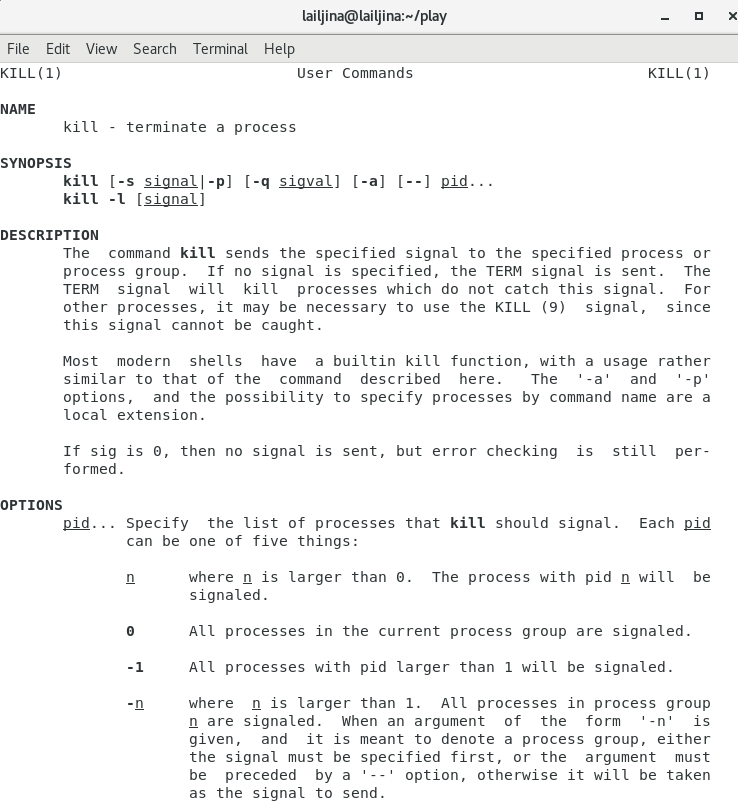 lailjina@lailjina:~/play
File Edit View Search Terminal Help
KILL(1) User Commands KILL(1)
NAME
kill - terminate a process
SYNOPSIS
kill [-s signal|-p] [-q sigval] [-a] [--] pid...
kill -l [signal]
DESCRIPTION
The command kill sends the specified signal to the specified process or
process group. If no signal is specified, the TERM signal is sent. The
TERM signal will kill processes which do not catch this signal. For
other processes, it may be necessary to use the KILL (9) signal, since
this signal cannot be caught.
Most modern shells have a builtin kill function, with a usage rather
similar to that of the command described here. The '-a' and '-p'
options, and the possibility to specify processes by command name are a
local extension.
If sig is 0, then no signal is sent, but error checking is still per-
formed.
OPTIONS
pid... Specify the list of processes that kill should signal. Each pid
can be one of five things:
n where n is larger than 0. The process with pid n will be
signaled.
0 All processes in the current process group are signaled.
-1 All processes with pid larger than 1 will be signaled.
-n where n is larger than 1. All processes in process group
n are signaled. When an argument of the form '-n' is
given, and it is meant to denote a process group, either
the signal must be specified first, or the argument must
be preceded by a '--' option, otherwise it will be taken
as the signal to send.